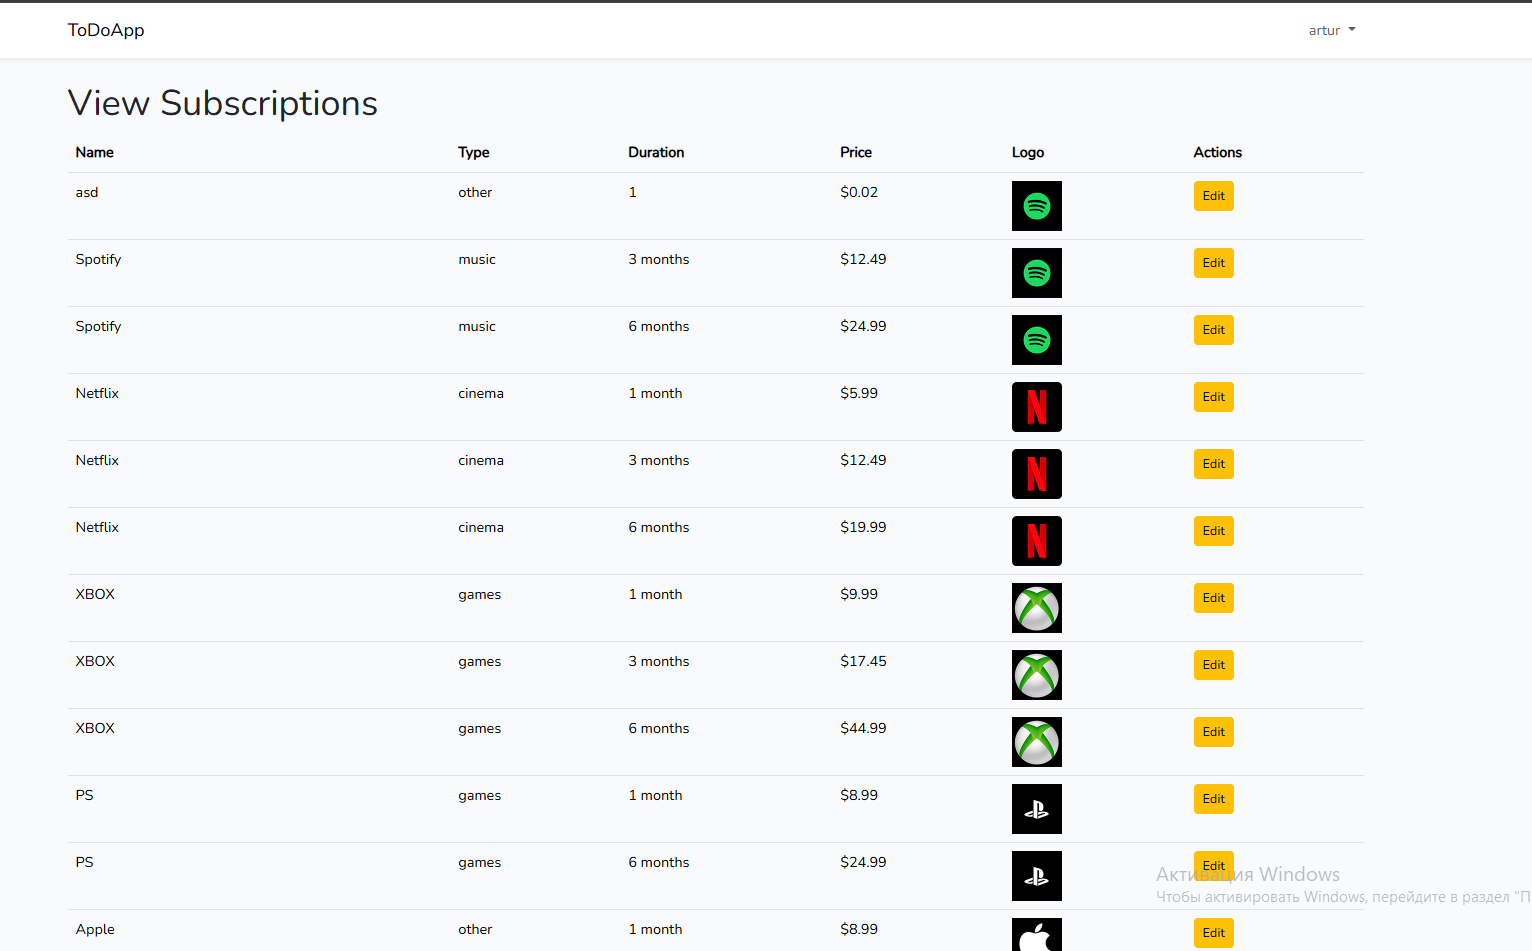 ToDoApp artur
View Subscriptions
Name Type Duration Price Logo Actions
asd other 1 $0.02 Edit
Spotify music 3 months $12.49 Edit
Spotify music 6 months $24.99 Edit
Netflix cinema 1 month $5.99 N Edit
Netflix cinema 3 months $12.49 N Edit
Netflix cinema 6 months $19.99 N Edit
XBOX games 1 month $9.99 Edit
XBOX games 3 months $17.45 Edit
XBOX games 6 months $44.99 Edit
PS games 1 month $8.99 Edit
PS games 6 months $24.99 Edit
Активация Windows
Чтобы активировать Windows, перейдите в раздел "П
Apple other 1 month $8.99 Edit